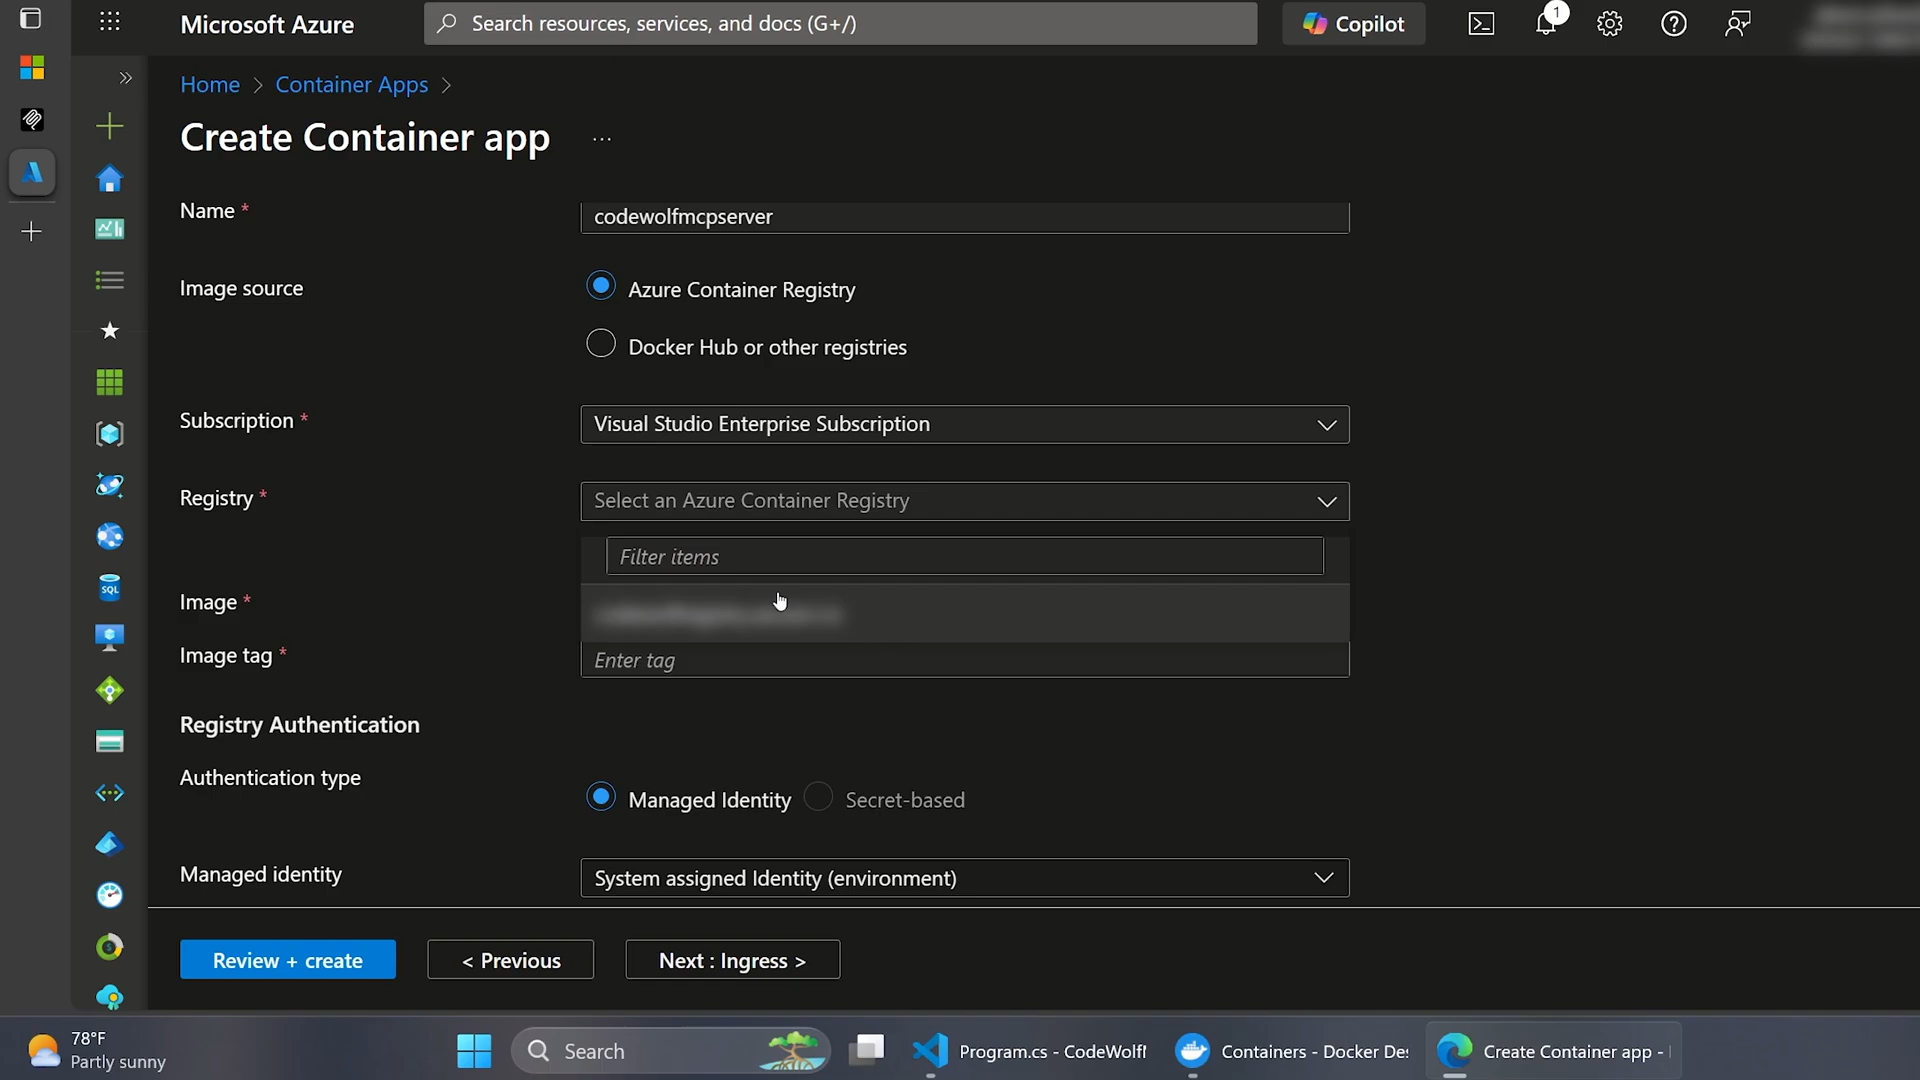 Microsoft Azure
Search resources, services, and docs (G+/)
Copilot
1
Home > Container Apps >
Create Container app ...
Name *
codewolfmcpserver
Image source
Azure Container Registry
Docker Hub or other registries
Subscription *
Visual Studio Enterprise Subscription
Registry *
Select an Azure Container Registry
Filter items
Image *
Image tag *
Enter tag
Registry Authentication
Authentication type
Managed Identity
Secret-based
Managed identity
System assigned Identity (environment)
Review + create
< Previous
Next : Ingress >
SQL
78°F
Partly sunny
Search
Program.cs - CodeWolf
Containers - Docker Des
Create Container app -